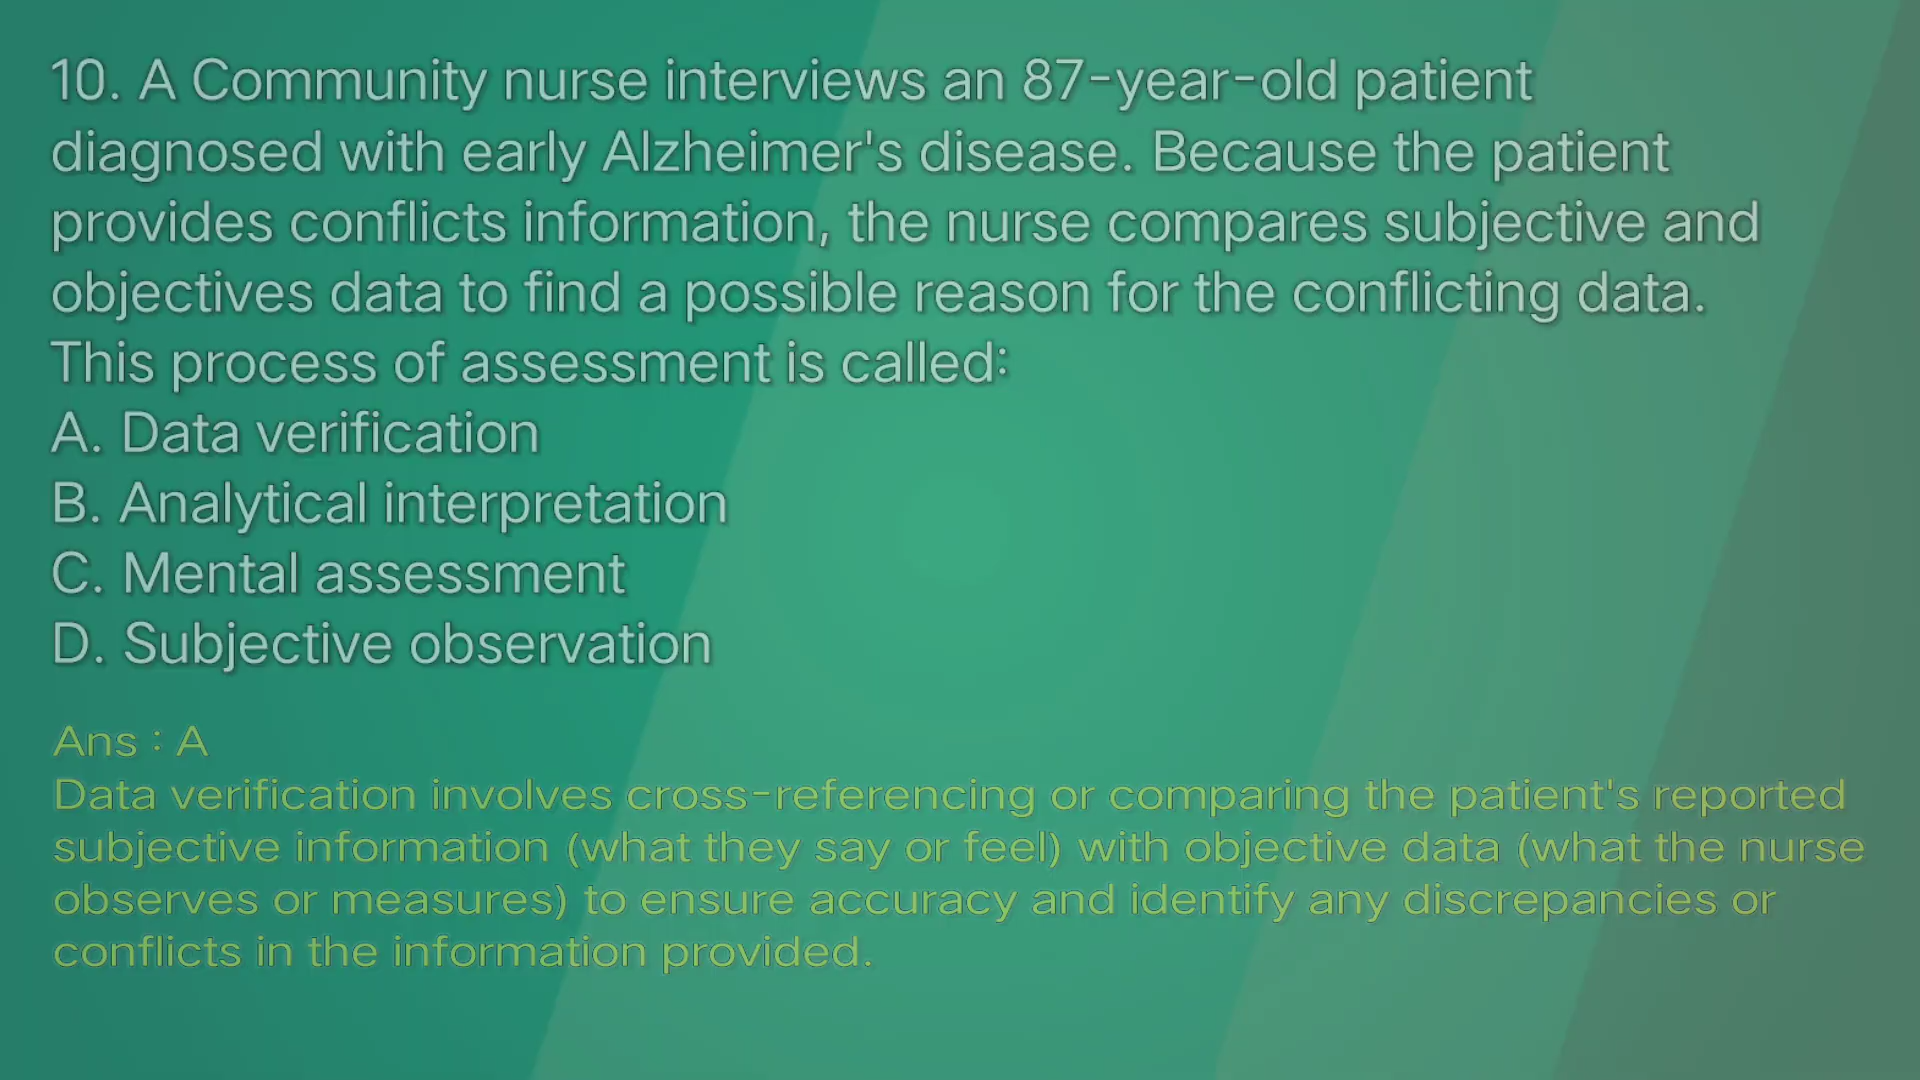 10. A Community nurse interviews an 87-year-old patient
diagnosed with early Alzheimer's disease. Because the patient
provides conflicts information, the nurse compares subjective and
objectives data to find a possible reason for the conflicting data.
This process of assessment is called:
A. Data verification
B. Analytical interpretation
C. Mental assessment
D. Subjective observation
Ans : A
Data verification involves cross-referencing or comparing the patient's reported
subjective information (what they say or feel) with objective data (what the nurse
observes or measures) to ensure accuracy and identify any discrepancies or
conflicts in the information provided.